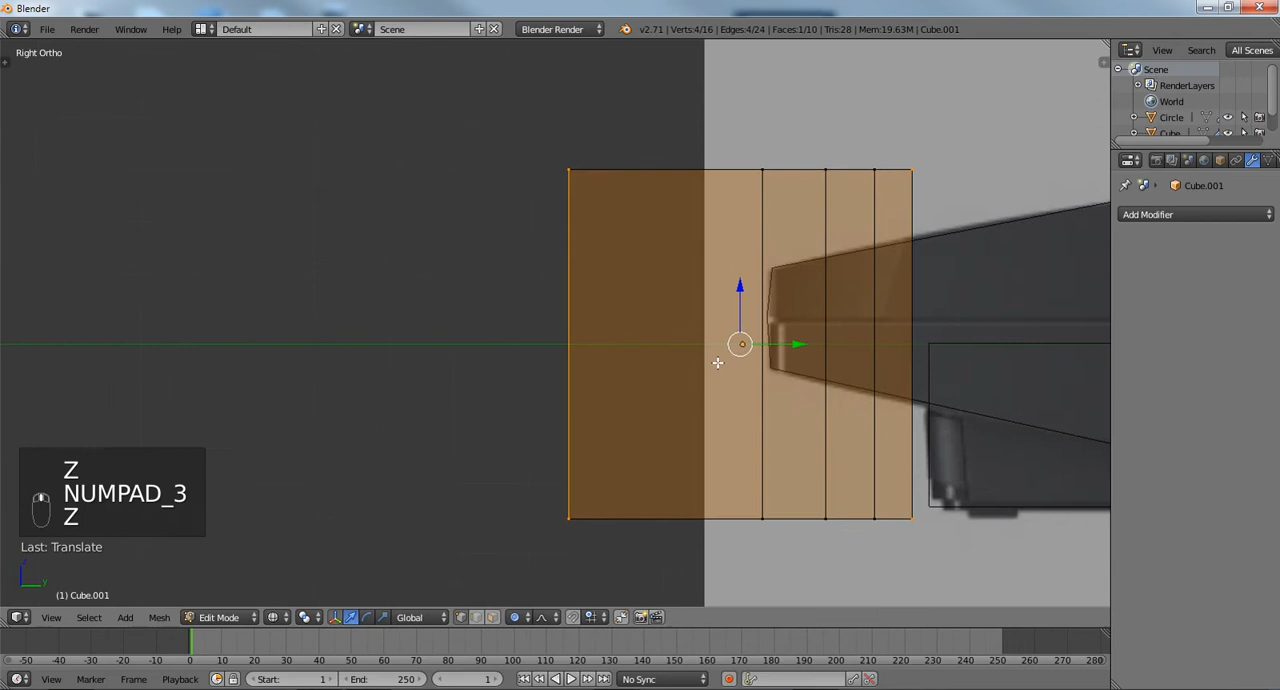 Blender
File Render Window Help Default Scene Blender Render v2.71 | Verts:4/16 | Edges:4/24 | Faces:1/10 | Tris:28 | Mem:19.63M | Cube.001
Right Ortho
View Search All Scenes
Scene
RenderLayers
World
Circle
Cube
Cube.001
Add Modifier
Z
NUMPAD_3
Z
Last: Translate
z
y
(1) Cube.001
View Select Add Mesh Edit Mode Global
-50 -40 -30 -20 -10 0 10 20 30 40 50 60 70 80 90 100 110 120 130 140 150 160 170 180 190 200 210 220 230 240 250 260 270 280
View Marker Frame Playback Start: 1 End: 250 1 No Sync